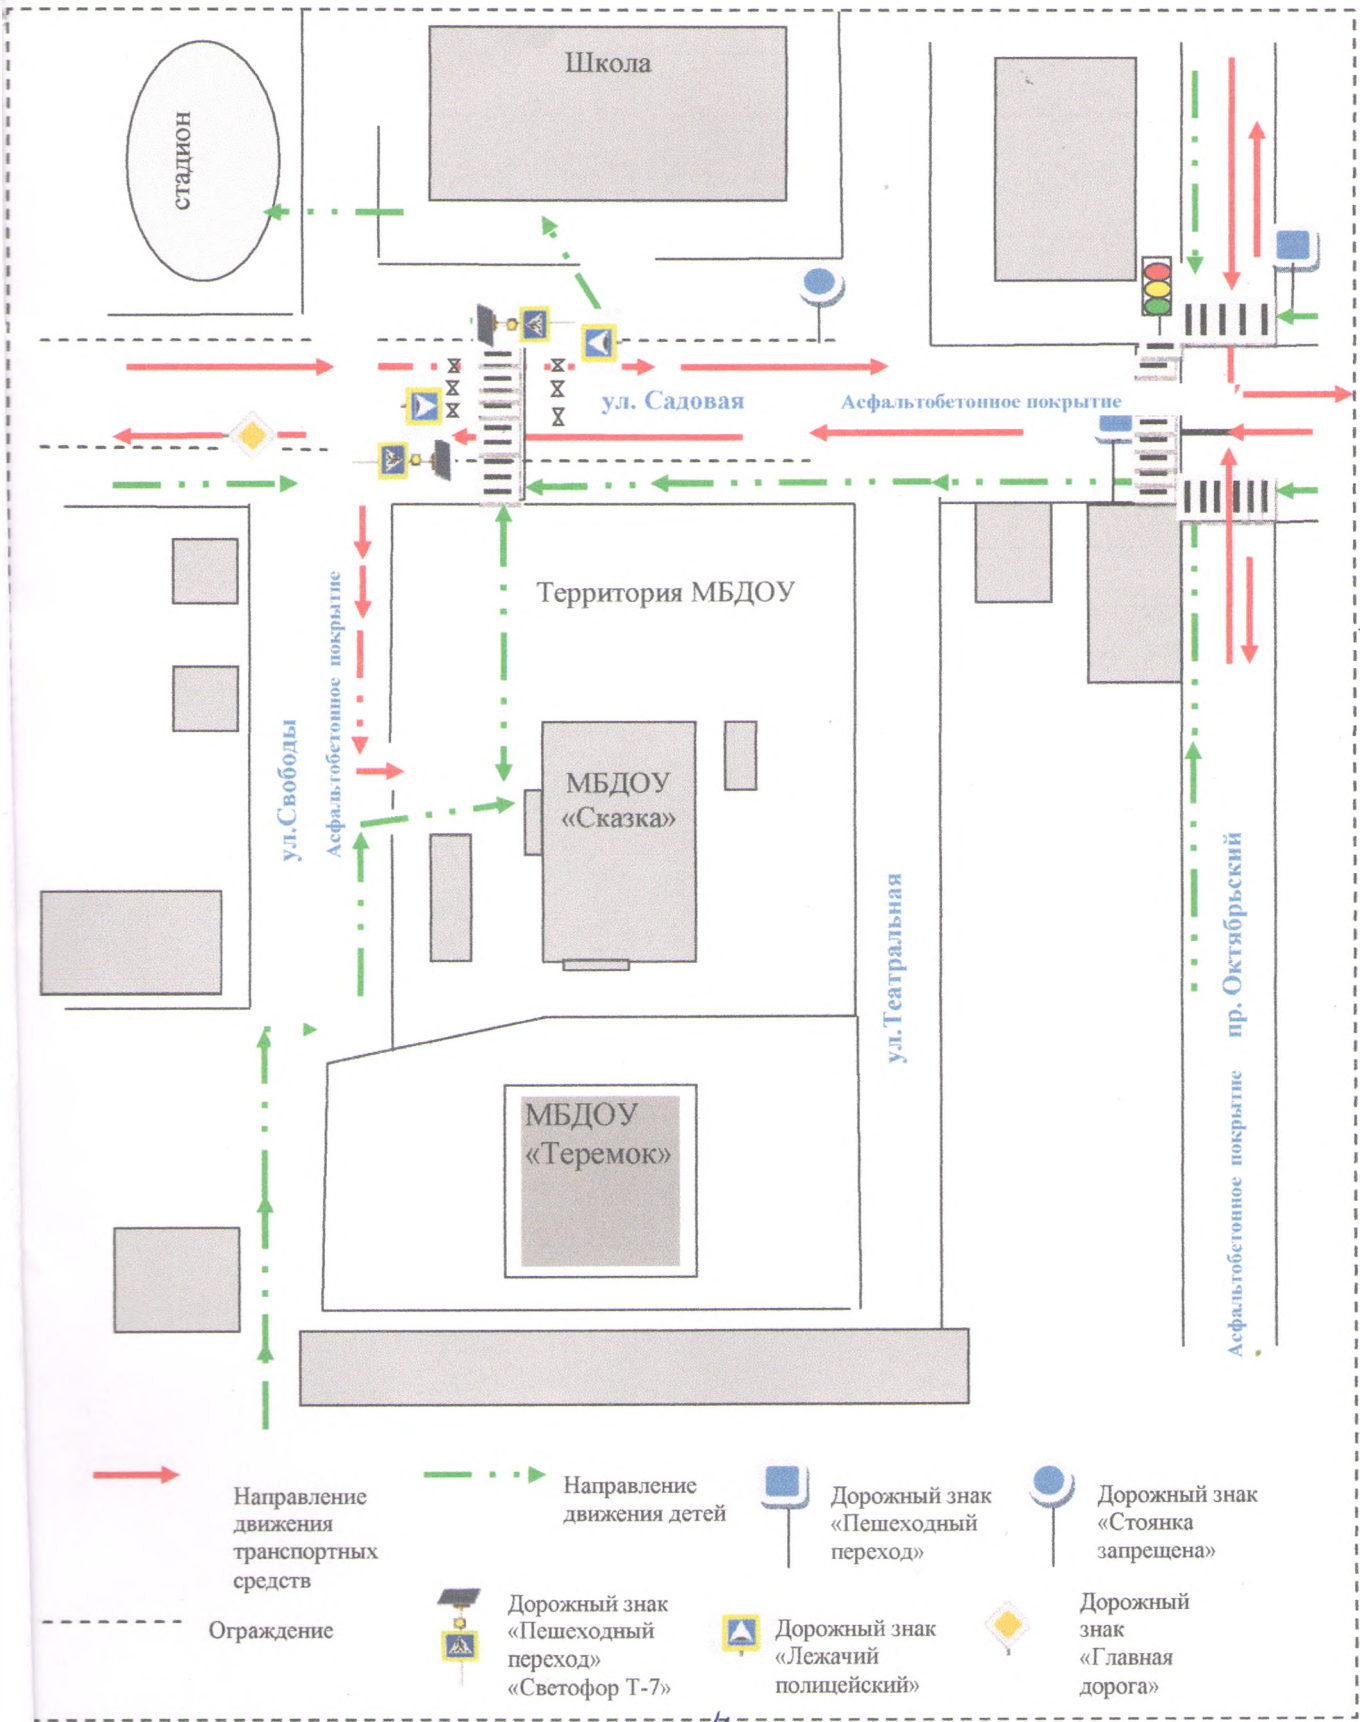 Школа
стадион
ул. Садовая
Асфальтобетонное покрытие
Территория МБДОУ
ул.Свободы
Асфальтобетонное покрытие
МБДОУ
«Сказка»
ул.Театральная
пр. Октябрьский
Асфальтобетонное покрытие
МБДОУ
«Теремок»
Направление
движения
транспортных
средств
Направление
движения детей
Дорожный знак
«Пешеходный
переход»
Дорожный знак
«Стоянка
запрещена»
Ограждение
Дорожный знак
«Пешеходный
переход»
«Светофор Т-7»
Дорожный знак
«Лежачий
полицейский»
Дорожный
знак
«Главная
дорога»